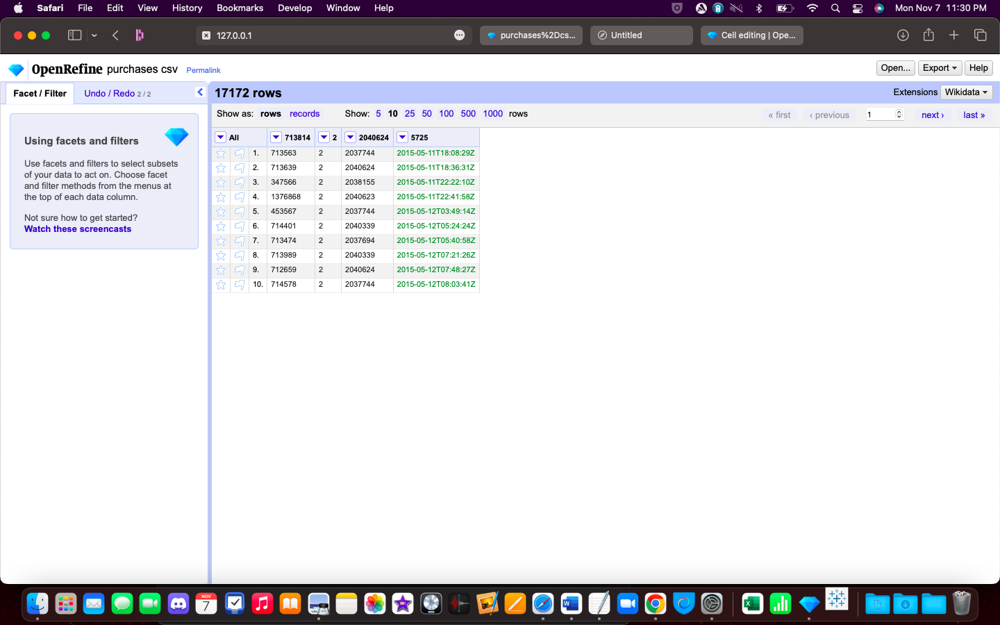 Safari File Edit View History Bookmarks Develop Window Help Mon Nov 7 11:30 PM
127.0.0.1 purchases%2Dcs... Untitled Cell editing | Ope...
OpenRefine purchases csv Permalink Open... Export Help
Facet / Filter Undo / Redo 2 / 2 17172 rows Extensions Wikidata
Show as: rows records Show: 5 10 25 50 100 500 1000 rows « first ‹ previous 1 next › last »
Using facets and filters
Use facets and filters to select subsets
of your data to act on. Choose facet
and filter methods from the menus at
the top of each data column.
Not sure how to get started?
Watch these screencasts
All 713814 2 2040624 5725
1. 713563 2 2037744 2015-05-11T18:08:29Z
2. 713639 2 2040624 2015-05-11T18:36:31Z
3. 347566 2 2038155 2015-05-11T22:22:10Z
4. 1376868 2 2040623 2015-05-11T22:41:58Z
5. 453567 2 2037744 2015-05-12T03:49:14Z
6. 714401 2 2040339 2015-05-12T05:24:24Z
7. 713474 2 2037694 2015-05-12T05:40:58Z
8. 713989 2 2040339 2015-05-12T07:21:26Z
9. 712659 2 2040624 2015-05-12T07:48:27Z
10. 714578 2 2037744 2015-05-12T08:03:41Z
NOV
7